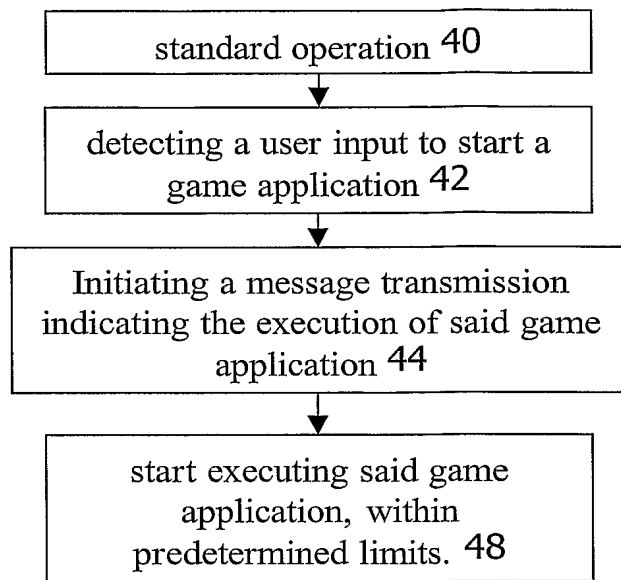 standard operation 40
detecting a user input to start a
game application 42
Initiating a message transmission
indicating the execution of said game
application 44
start executing said game
application, within
predetermined limits. 48